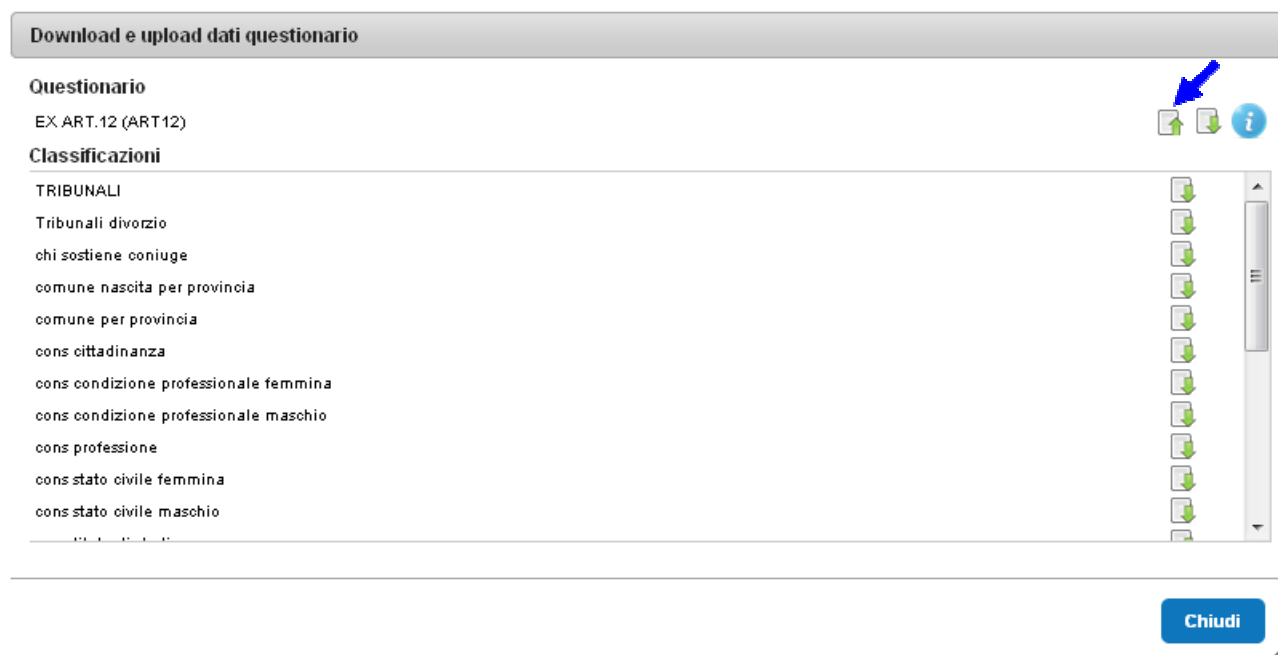 Download e upload dati questionario
Questionario
EX ART.12 (ART12)
Classificazioni
TRIBUNALI
Tribunali divorzio
chi sostiene coniuge
comune nascita per provincia
comune per provincia
cons cittadinanza
cons condizione professionale femmina
cons condizione professionale maschio
cons professione
cons stato civile femmina
cons stato civile maschio
Chiudi